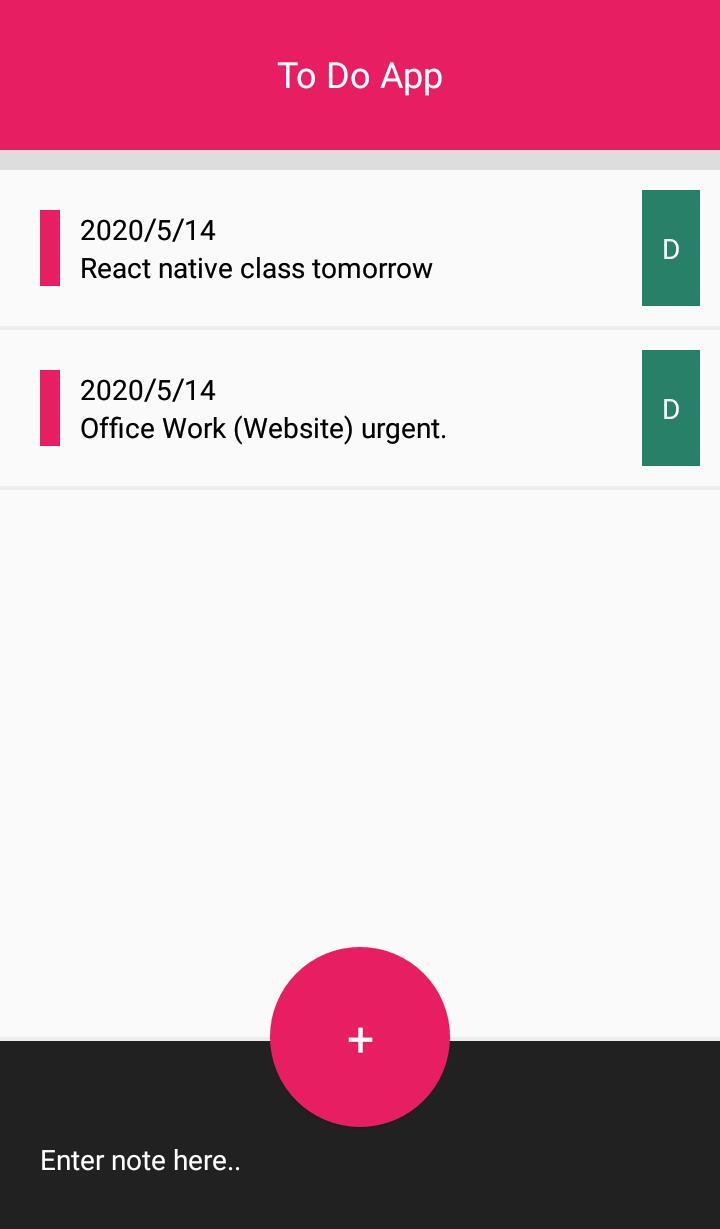 To Do App
2020/5/14
React native class tomorrow
D
2020/5/14
Office Work (Website) urgent.
D
+
Enter note here..